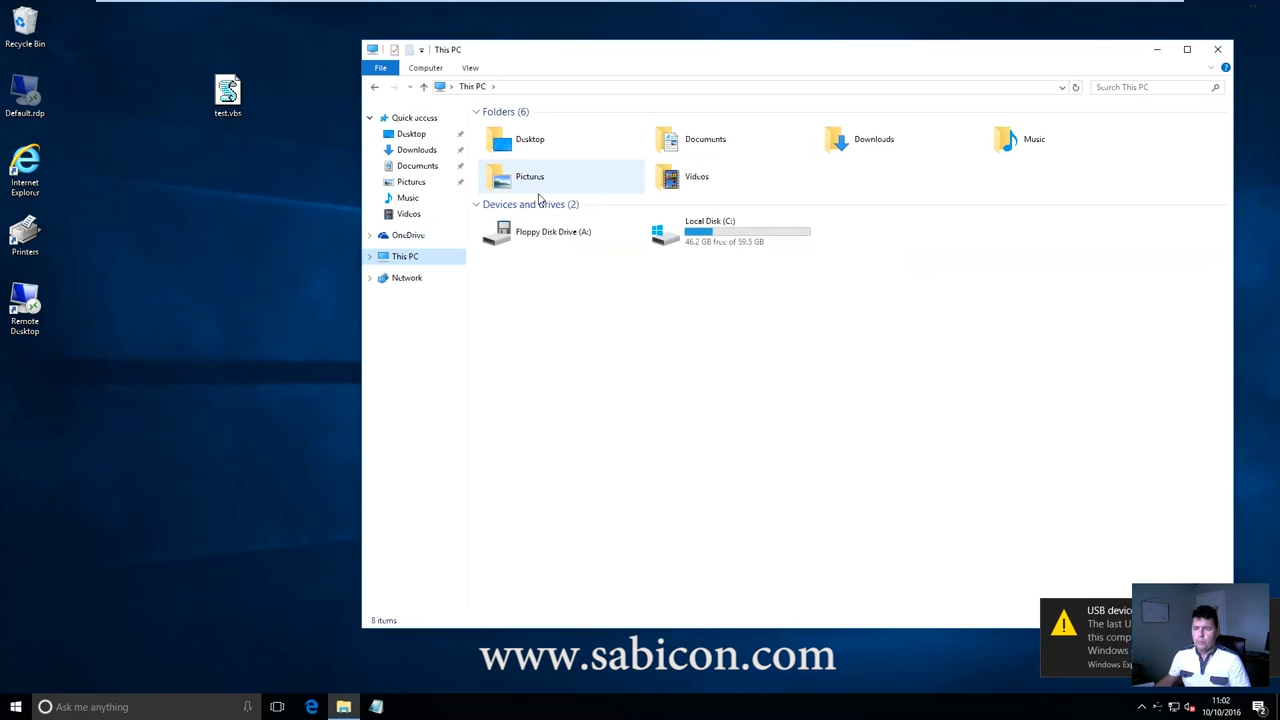 Recycle Bin
Default.rdp
Internet
Explorer
Printers
Remote
Desktop
test.vbs
This PC
File
Computer
View
This PC
Search This PC
Quick access
Desktop
Downloads
Documents
Pictures
Music
Videos
OneDrive
This PC
Network
Folders (6)
Desktop
Documents
Downloads
Music
Pictures
Videos
Devices and drives (2)
Floppy Disk Drive (A:)
Local Disk (C:)
46.2 GB free of 59.5 GB
8 items
USB device
The last U
this comp
Windows
Windows Exp
www.sabicon.com
Ask me anything
11:02
10/10/2016
2